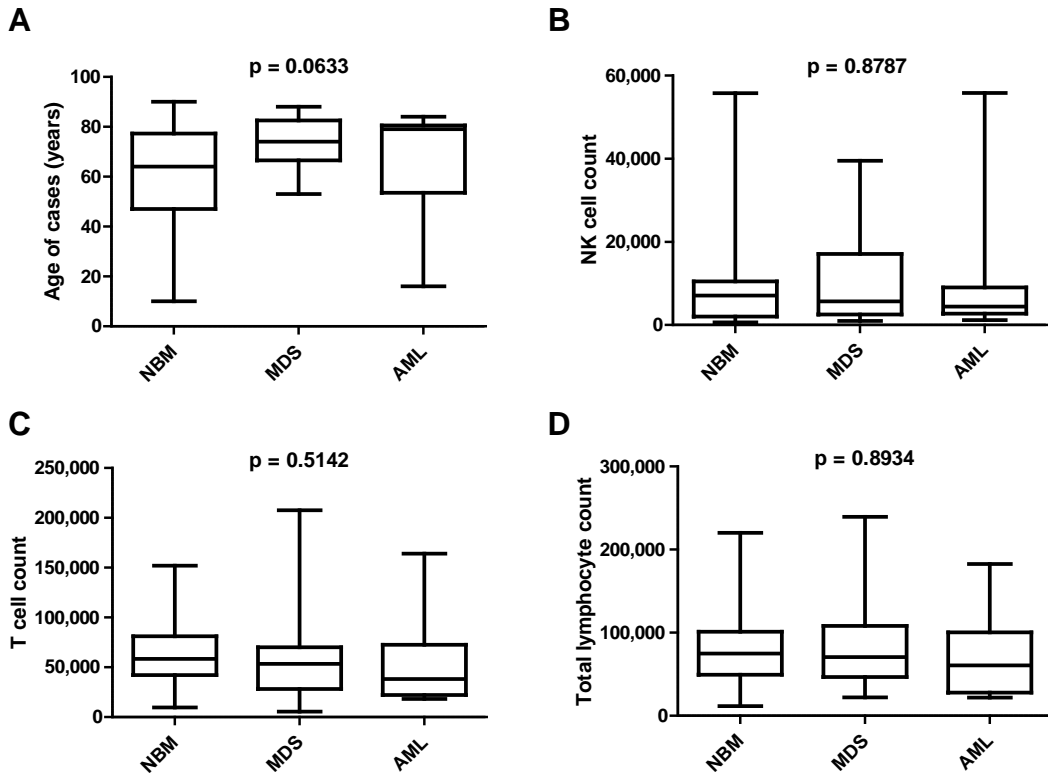 A
p = 0.0633
Age of cases (years)
100
80
60
40
20
0
NBM
MDS
AML
B
p = 0.8787
NK cell count
60,000
40,000
20,000
0
NBM
MDS
AML
C
p = 0.5142
T cell count
250,000
200,000
150,000
100,000
50,000
0
NBM
MDS
AML
D
p = 0.8934
Total lymphocyte count
300,000
200,000
100,000
0
NBM
MDS
AML